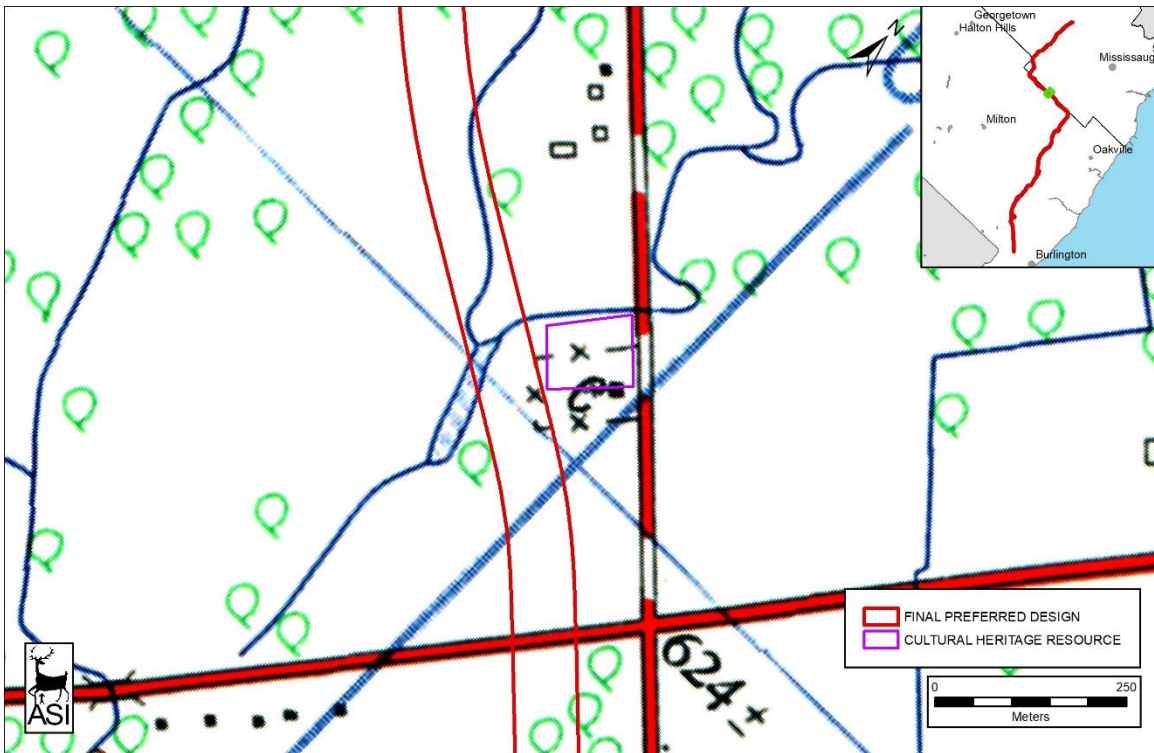 N
Georgetown
Halton Hills
Mississaug
Milton
Oakville
Burlington
C
624±
FINAL PREFERRED DESIGN
CULTURAL HERITAGE RESOURCE
0 250
Meters
ASI